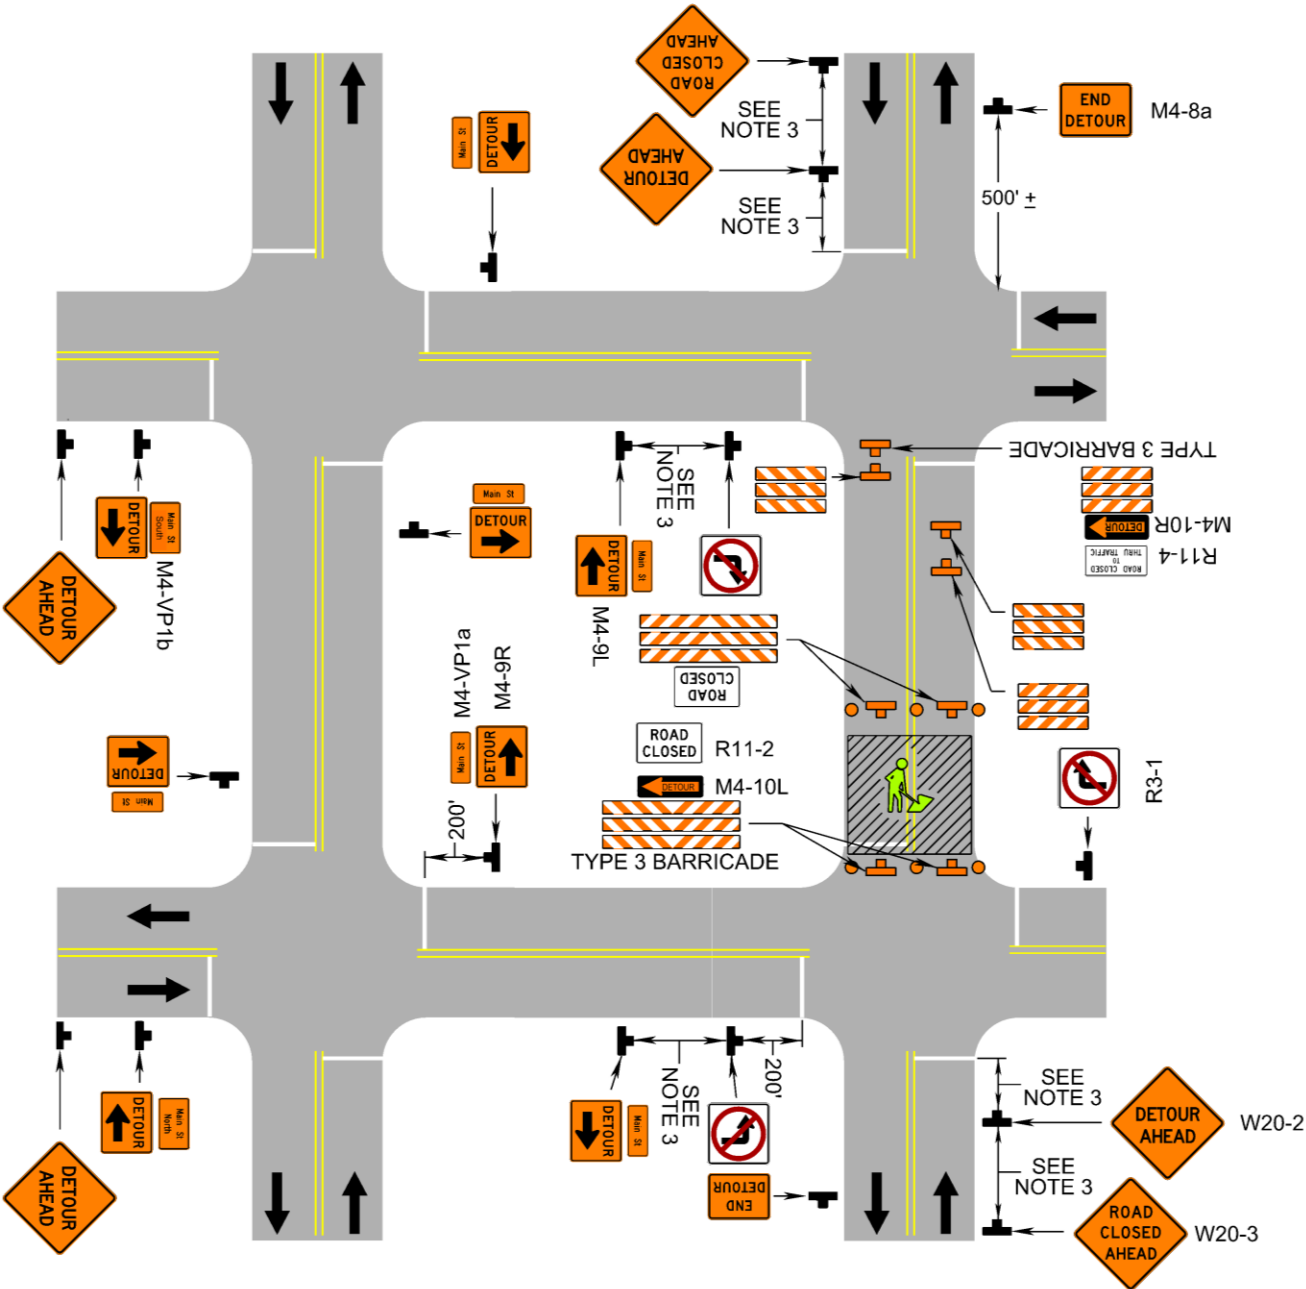 ROAD
CLOSED
AHEAD
SEE
NOTE 3
DETOUR
AHEAD
SEE
NOTE 3
END
DETOUR
M4-8a
500' ±
Main St
DETOUR
TYPE 3 BARRICADE
M4-10R
DETOUR
R11-4
ROAD CLOSED
TO
THRU TRAFFIC
DETOUR
Main St
South
M4-VP1b
DETOUR
AHEAD
Main St
DETOUR
SEE
NOTE 3
DETOUR
Main St
M4-9L
ROAD
CLOSED
M4-VP1a
M4-9R
Main St
DETOUR
200'
ROAD
CLOSED
R11-2
DETOUR
M4-10L
TYPE 3 BARRICADE
R3-1
DETOUR
Main St
DETOUR
Main St
North
DETOUR
AHEAD
SEE
NOTE 3
200'
DETOUR
Main St
END
DETOUR
SEE
NOTE 3
DETOUR
AHEAD
W20-2
SEE
NOTE 3
ROAD
CLOSED
AHEAD
W20-3